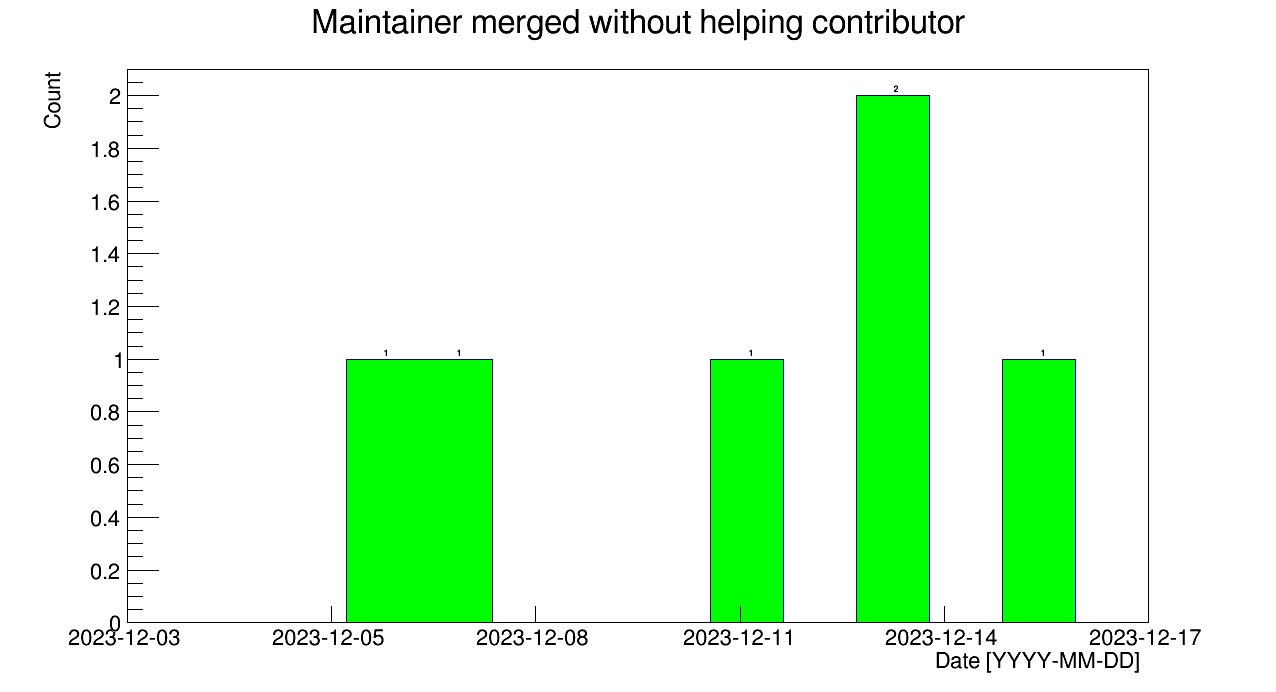 Maintainer merged without helping contributor
Count
2
1.8
1.6
1.4
1.2
1
0.8
0.6
0.4
0.2
0
2
1 1 1 1
2023-12-03 2023-12-05 2023-12-08 2023-12-11 2023-12-14 2023-12-17
Date [YYYY-MM-DD]